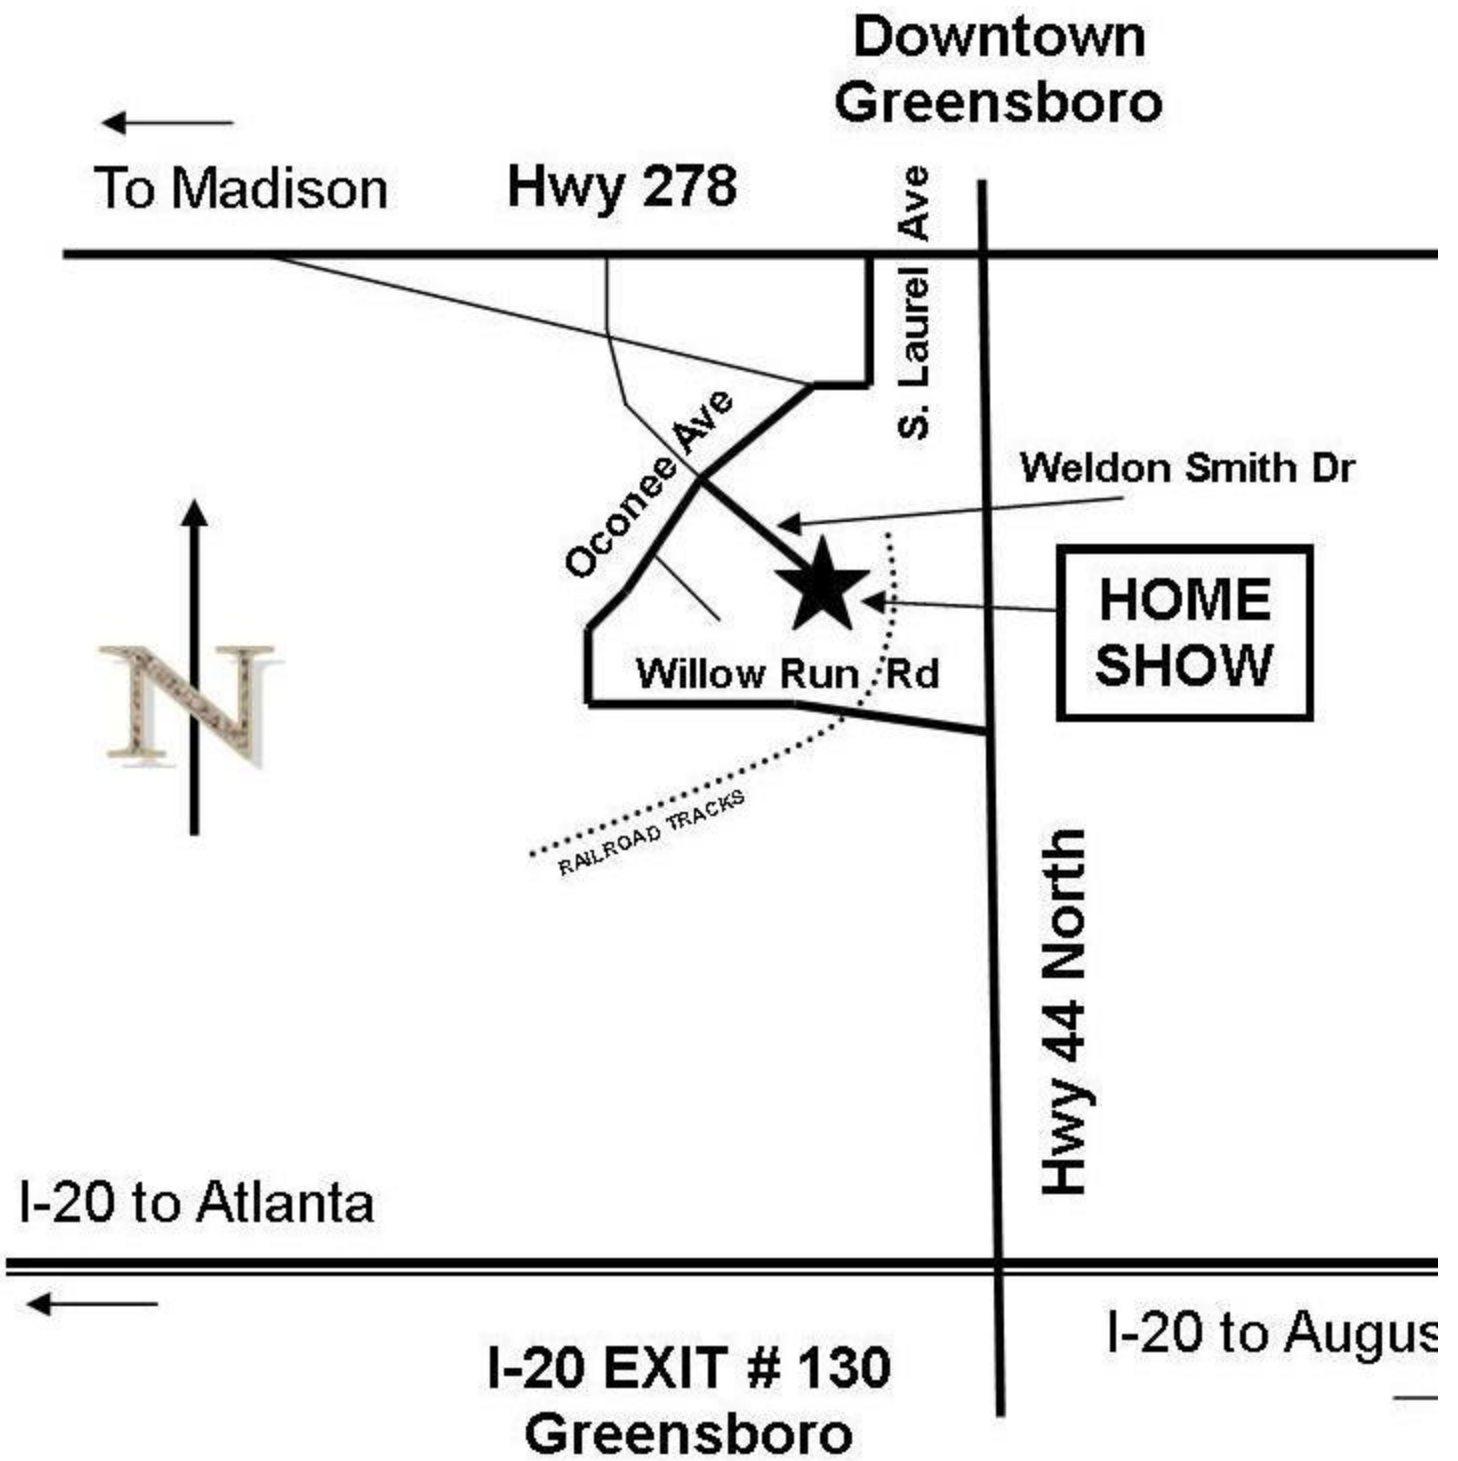 Downtown
Greensboro
To Madison
Hwy 278
S. Laurel Ave
Oconee Ave
Weldon Smith Dr
HOME
SHOW
N
Willow Run Rd
RAILROAD TRACKS
Hwy 44 North
I-20 to Atlanta
I-20 to Augus
I-20 EXIT # 130
Greensboro